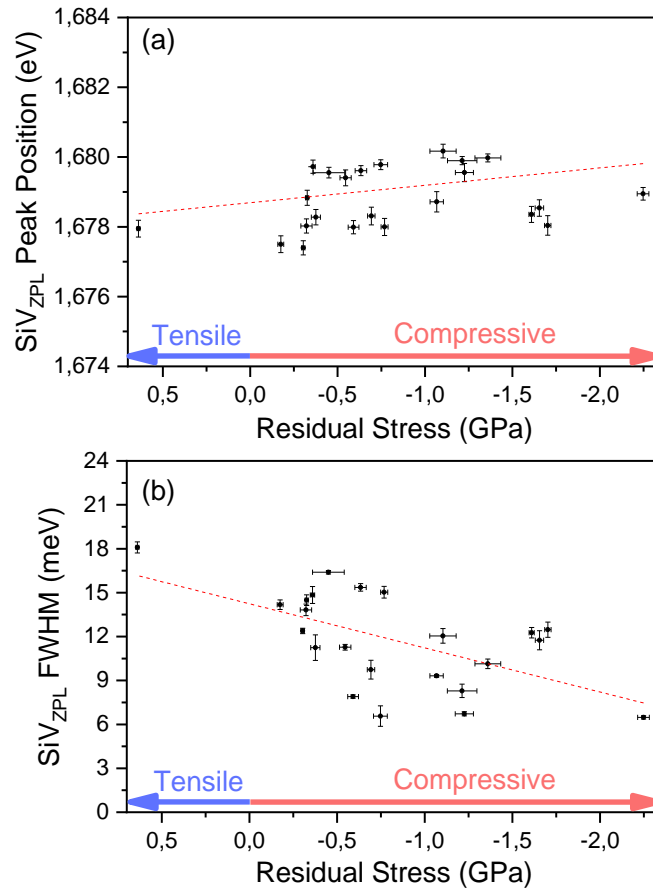 (a)
SiV_ZPL Peak Position (eV)
1,684
1,682
1,680
1,678
1,676
1,674
Tensile
Compressive
0,5 0,0 -0,5 -1,0 -1,5 -2,0
Residual Stress (GPa)
(b)
SiV_ZPL FWHM (meV)
24
21
18
15
12
9
6
3
0
Tensile
Compressive
0,5 0,0 -0,5 -1,0 -1,5 -2,0
Residual Stress (GPa)